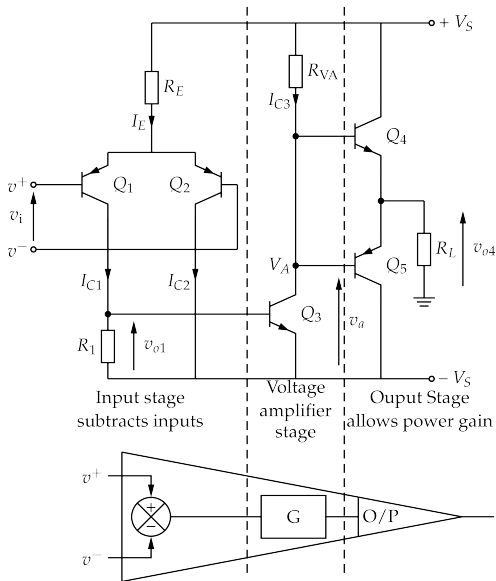 + V_S
R_E
R_VA
I_E
I_C3
Q_4
v^+
Q_1
Q_2
v_i
v^−
V_A
Q_5
R_L
v_o4
I_C1
I_C2
Q_3
v_a
R_1
v_o1
− V_S
Input stage
subtracts inputs
Voltage
amplifier
stage
Ouput Stage
allows power gain
v^+
+
−
G
O/P
v^−